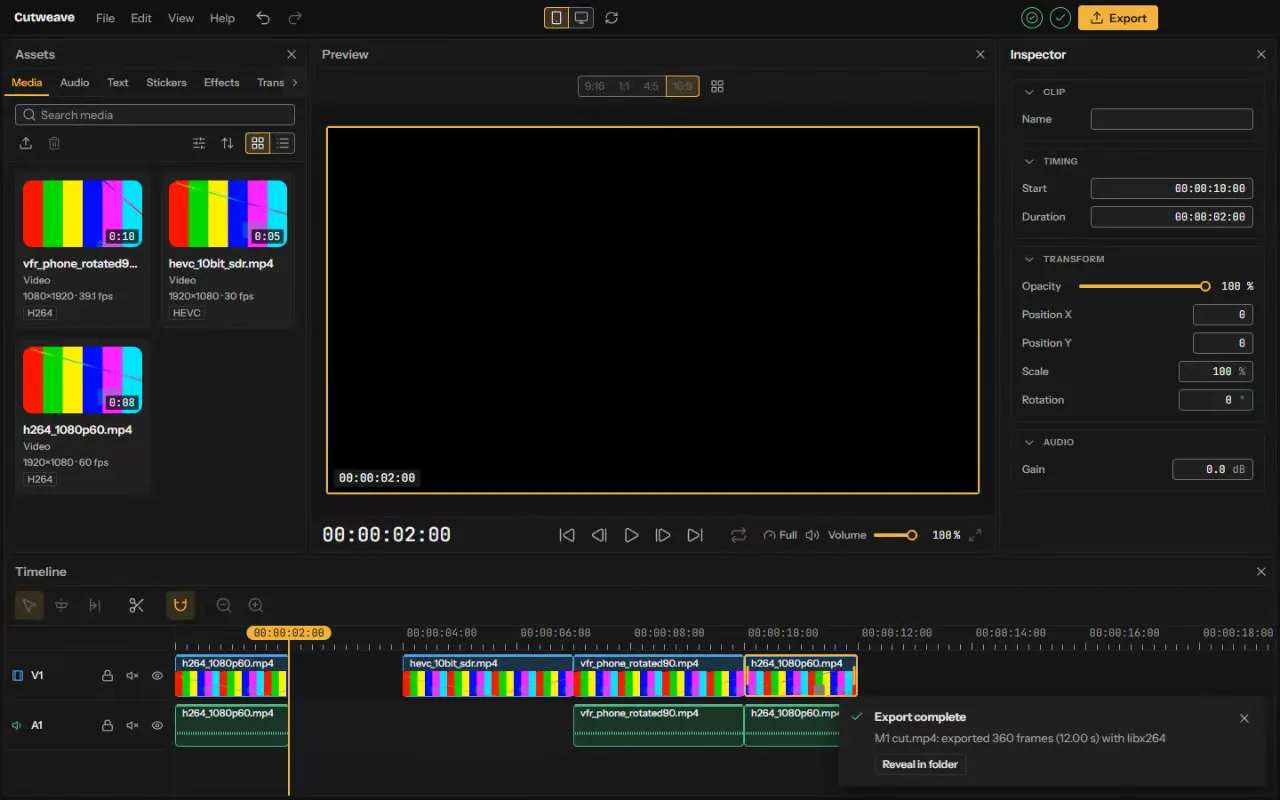 Cutweave File Edit View Help Export
Assets
Media Audio Text Stickers Effects Trans
Search media
0:10
vfr_phone_rotated9...
Video
1080×1920 · 39.1 fps
H264
0:05
hevc_10bit_sdr.mp4
Video
1920×1080 · 30 fps
HEVC
0:08
h264_1080p60.mp4
Video
1920×1080 · 60 fps
H264
Preview
9:16 1:1 4:5 16:9
00:00:02:00
00:00:02:00 Full Volume 100%
Inspector
CLIP
Name
TIMING
Start 00:00:10:00
Duration 00:00:02:00
TRANSFORM
Opacity 100 %
Position X 0
Position Y 0
Scale 100 %
Rotation 0 °
AUDIO
Gain 0.0 dB
Timeline
00:00:02:00 00:00:04:00 00:00:06:00 00:00:08:00 00:00:10:00 00:00:12:00 00:00:14:00 00:00:16:00 00:00:18:00
V1 h264_1080p60.mp4 hevc_10bit_sdr.mp4 vfr_phone_rotated90.mp4 h264_1080p60.mp4
A1 h264_1080p60.mp4 vfr_phone_rotated90.mp4 h264_1080p60.mp
Export complete
M1 cut.mp4: exported 360 frames (12.00 s) with libx264
Reveal in folder